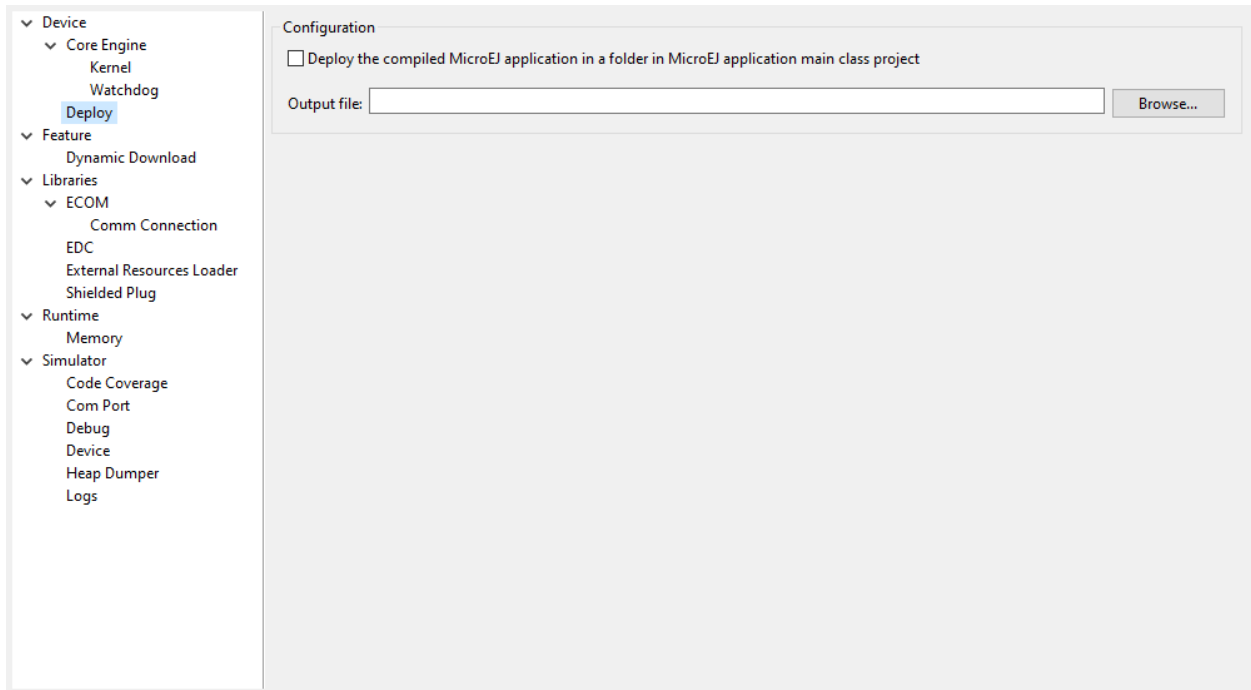 Device
Core Engine
Kernel
Watchdog
Deploy
Feature
Dynamic Download
Libraries
ECOM
Comm Connection
EDC
External Resources Loader
Shielded Plug
Runtime
Memory
Simulator
Code Coverage
Com Port
Debug
Device
Heap Dumper
Logs
Configuration
Deploy the compiled MicroEJ application in a folder in MicroEJ application main class project
Output file: Browse...